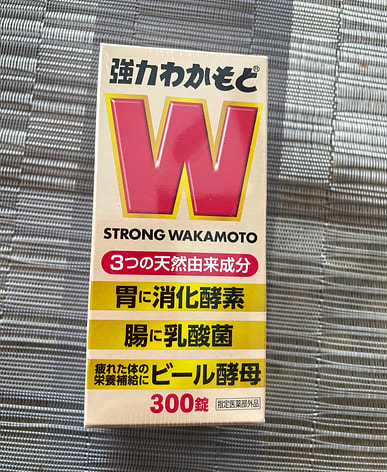 強力わかもと®
W
STRONG WAKAMOTO
3つの天然由来成分
胃に消化酵素
腸に乳酸菌
疲れた体の
栄養補給にビール酵母
300錠 指定医薬部外品